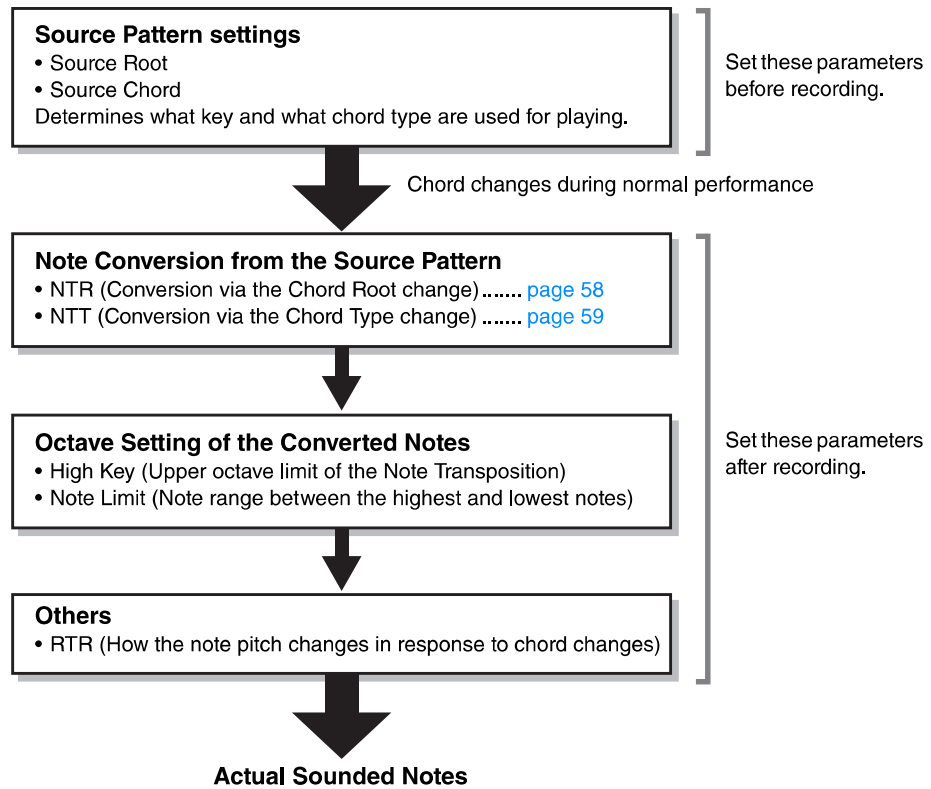 Source Pattern settings
• Source Root
• Source Chord
Determines what key and what chord type are used for playing.
Set these parameters
before recording.
Chord changes during normal performance
Note Conversion from the Source Pattern
• NTR (Conversion via the Chord Root change) ....... page 58
• NTT (Conversion via the Chord Type change) ....... page 59
Octave Setting of the Converted Notes
• High Key (Upper octave limit of the Note Transposition)
• Note Limit (Note range between the highest and lowest notes)
Set these parameters
after recording.
Others
• RTR (How the note pitch changes in response to chord changes)
Actual Sounded Notes